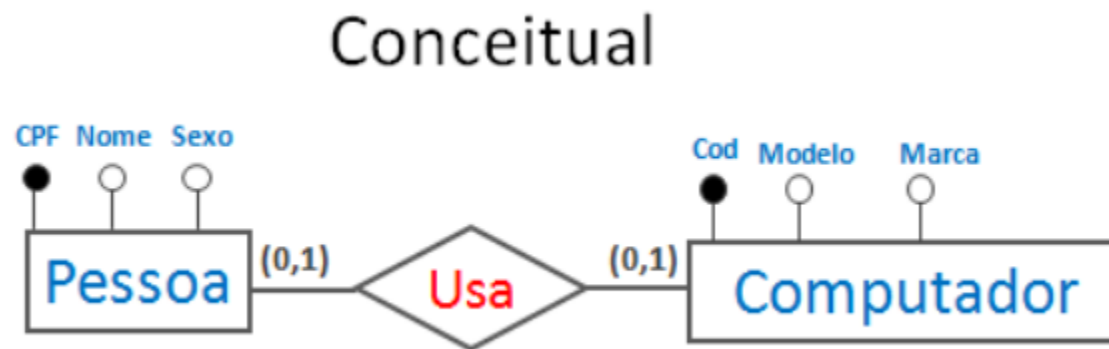 Conceitual
CPF Nome Sexo
Cod Modelo Marca
Pessoa (0,1) Usa (0,1) Computador